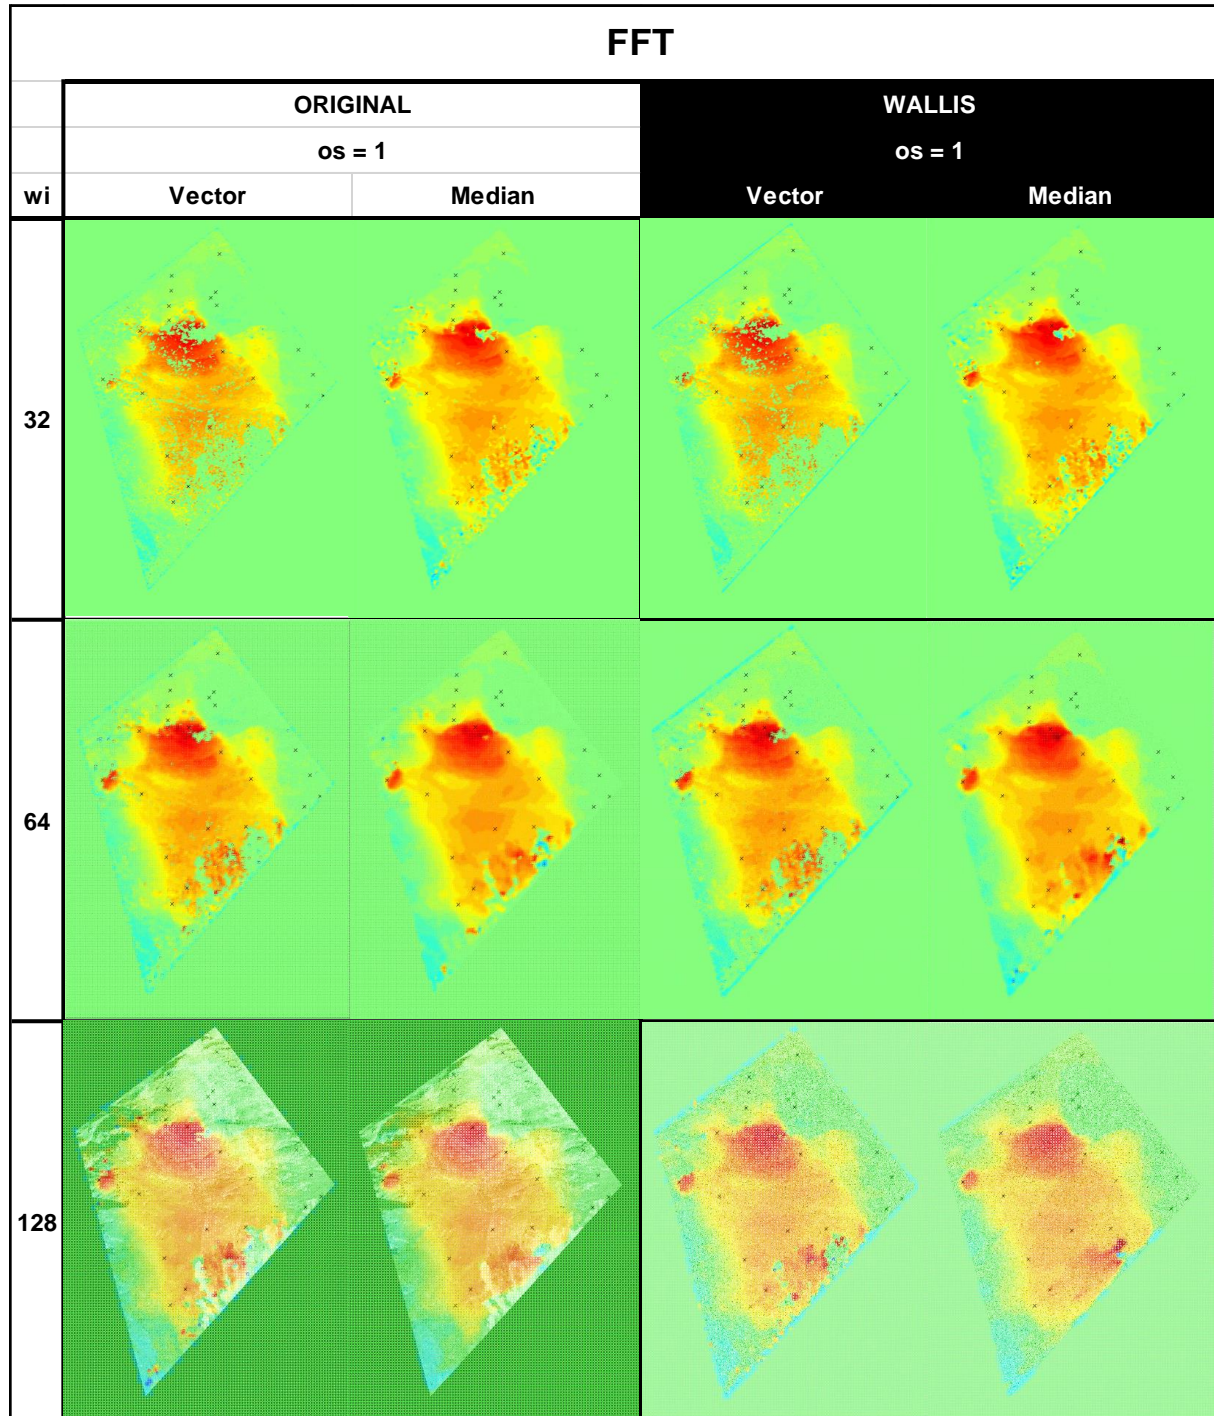 FFT
ORIGINAL WALLIS
os = 1 os = 1
wi Vector Median Vector Median
32
64
128